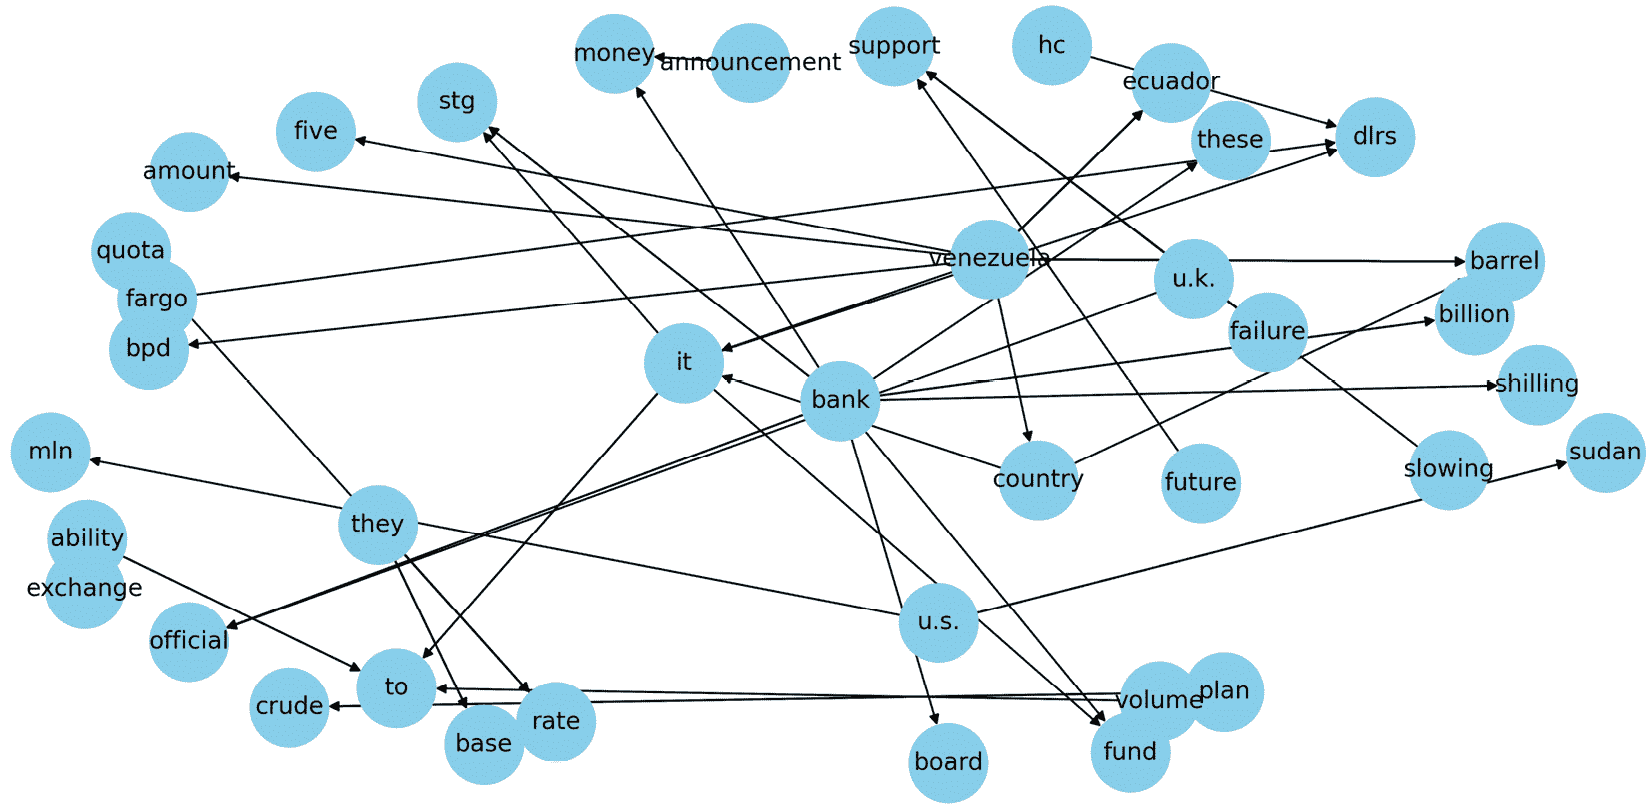 hc
support
money
announcement
ecuador
stg
five
these
dlrs
amount
quota
venezuela
barrel
u.k.
fargo
billion
failure
bpd
it
shilling
bank
mln
sudan
slowing
country
future
they
ability
exchange
u.s.
official
to
plan
volume
crude
rate
base
fund
board